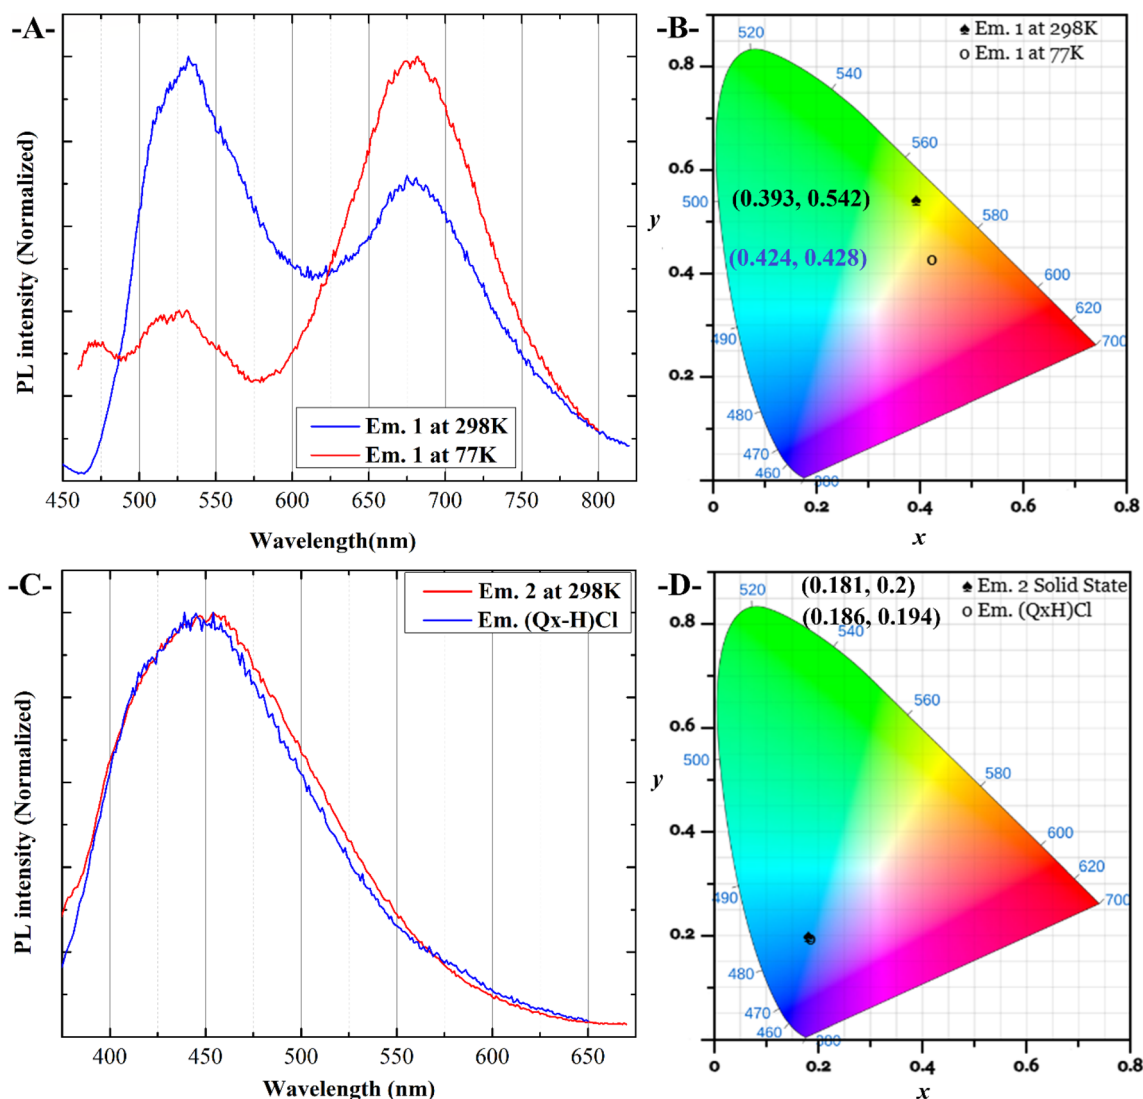 -A-
PL intensity (Normalized)
Em. 1 at 298K
Em. 1 at 77K
450 500 550 600 650 700 750 800
Wavelength(nm)
-B-
♠ Em. 1 at 298K
o Em. 1 at 77K
(0.393, 0.542)
(0.424, 0.428)
y
0.8
0.6
0.4
0.2
520
540
560
500
580
600
620
490
700
480
470
460
380
0 0.2 0.4 0.6 0.8
x
-C-
PL intensity (Normalized)
Em. 2 at 298K
Em. (Qx-H)Cl
400 450 500 550 600 650
Wavelength (nm)
-D-
(0.181, 0.2)
(0.186, 0.194)
♠ Em. 2 Solid State
o Em. (QxH)Cl
y
0.8
0.6
0.4
0.2
520
540
560
500
580
600
620
490
700
480
470
460
380
0 0.2 0.4 0.6 0.8
x